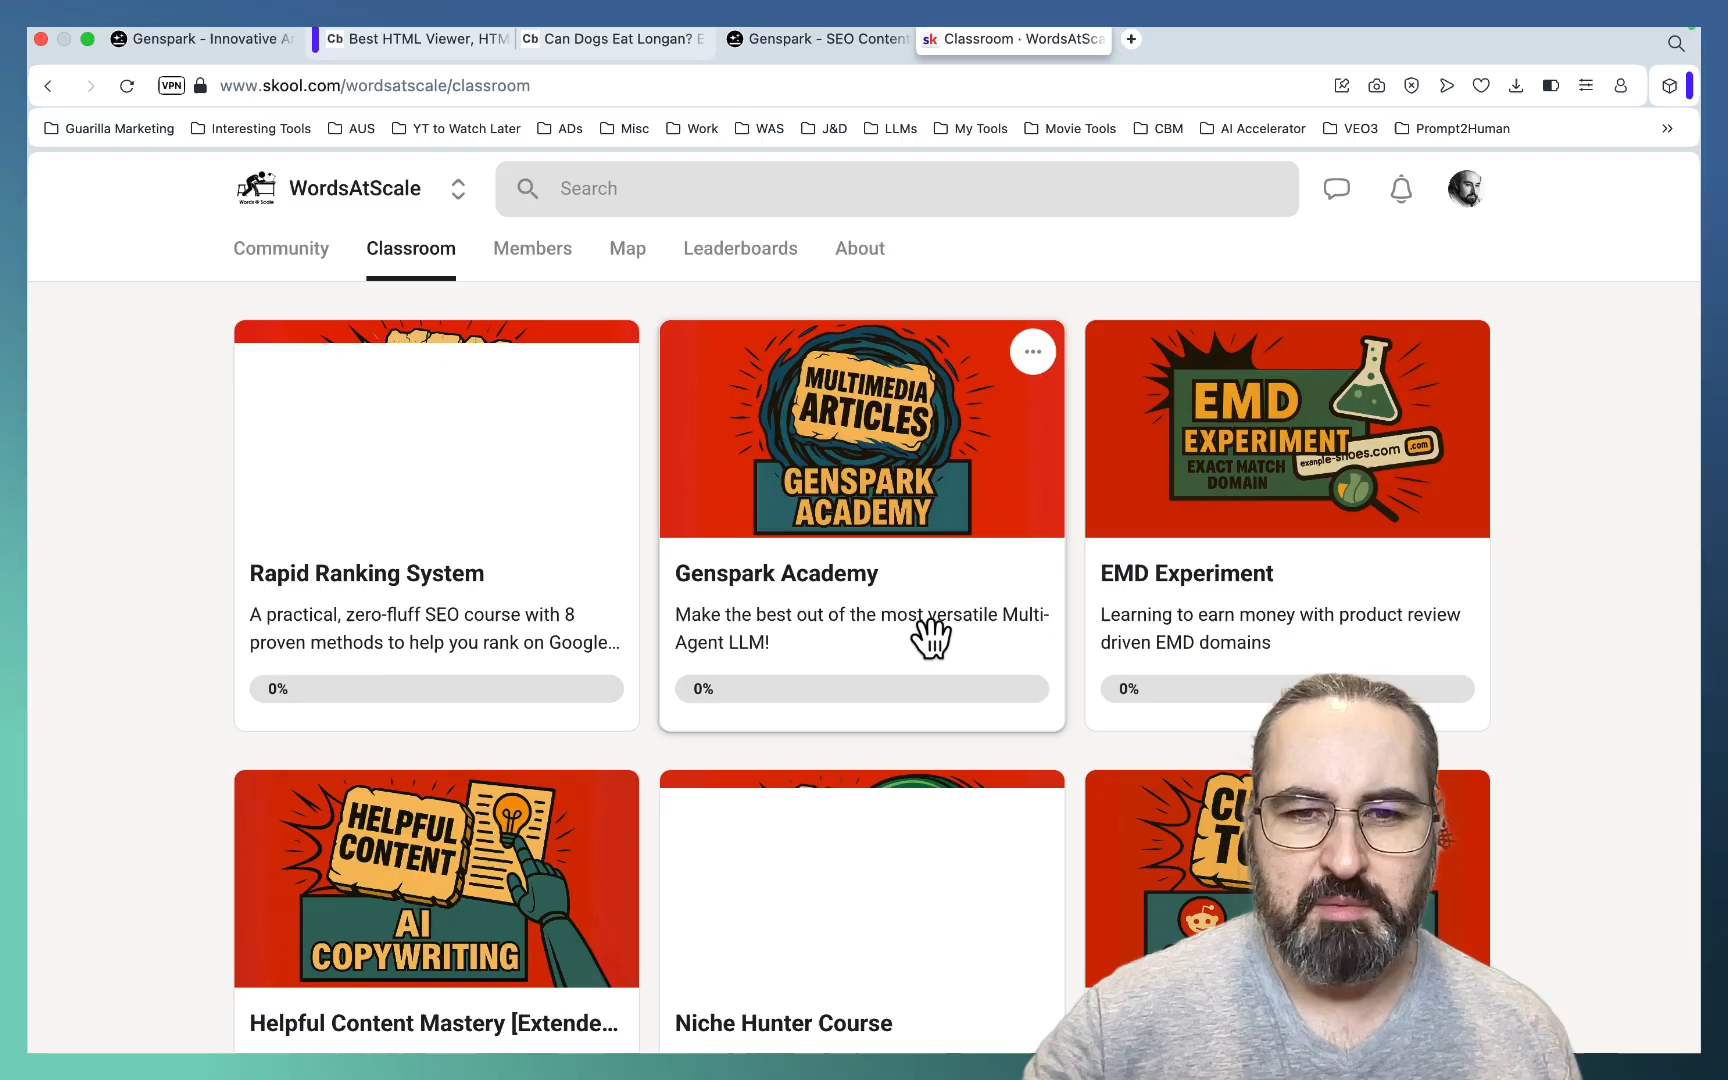 Genspark - Innovative Ar
Cb Best HTML Viewer, HTM
Cb Can Dogs Eat Longan? E
Genspark - SEO Content
sk Classroom · WordsAtSca
VPN www.skool.com/wordsatscale/classroom
Guarilla Marketing
Interesting Tools
AUS
YT to Watch Later
ADs
Misc
Work
WAS
J&D
LLMs
My Tools
Movie Tools
CBM
AI Accelerator
VEO3
Prompt2Human
WordsAtScale
Search
Community
Classroom
Members
Map
Leaderboards
About
MULTIMEDIA
ARTICLES
GENSPARK
ACADEMY
EMD
EXPERIMENT
EXACT MATCH
DOMAIN
example-shoes.com
.com
Rapid Ranking System
A practical, zero-fluff SEO course with 8
proven methods to help you rank on Google...
0%
Genspark Academy
Make the best out of the most versatile Multi-
Agent LLM!
0%
EMD Experiment
Learning to earn money with product review
driven EMD domains
0%
HELPFUL
CONTENT
AI
COPYWRITING
Helpful Content Mastery [Extende...
Niche Hunter Course